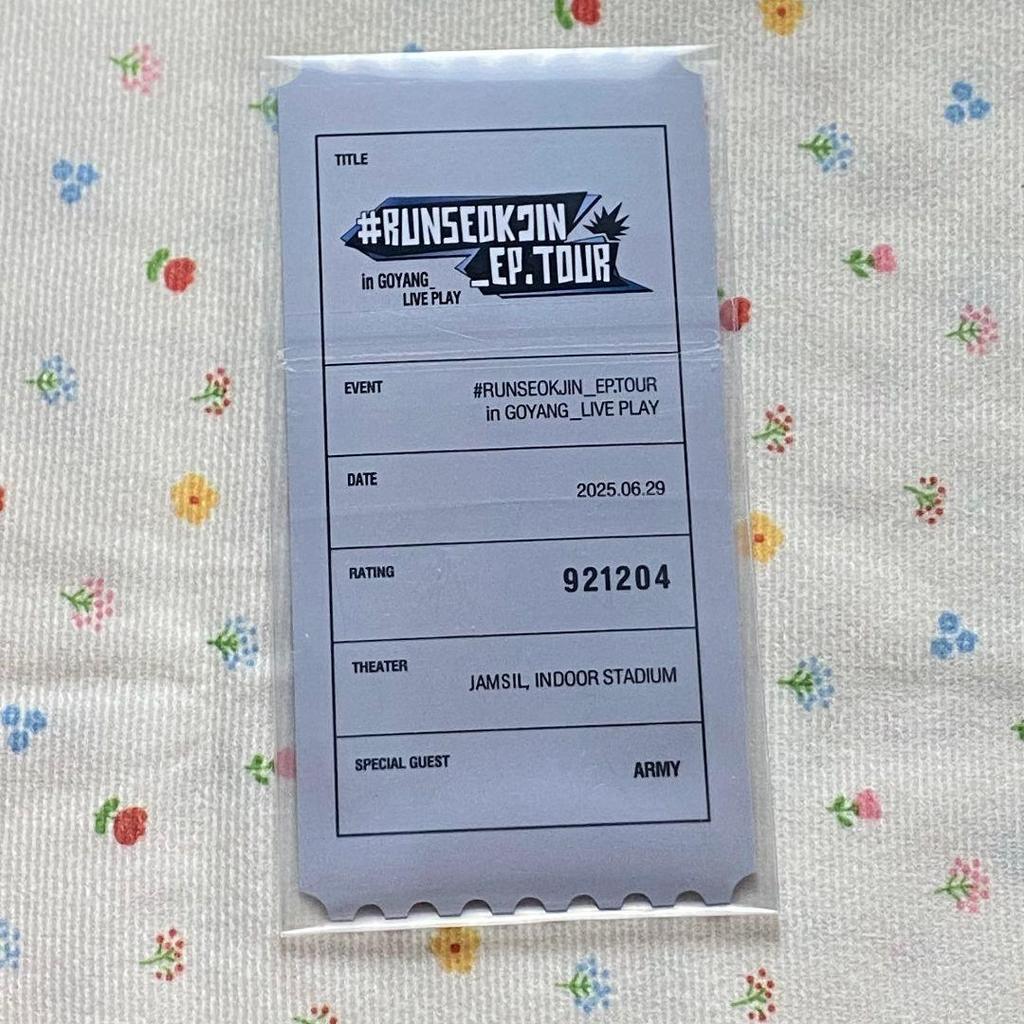 TITLE
#RUNSEOKJIN
_EP.TOUR
in GOYANG_
LIVE PLAY
EVENT
#RUNSEOKJIN_EP.TOUR
in GOYANG_LIVE PLAY
DATE
2025.06.29
RATING
921204
THEATER
JAMSIL, INDOOR STADIUM
SPECIAL GUEST
ARMY